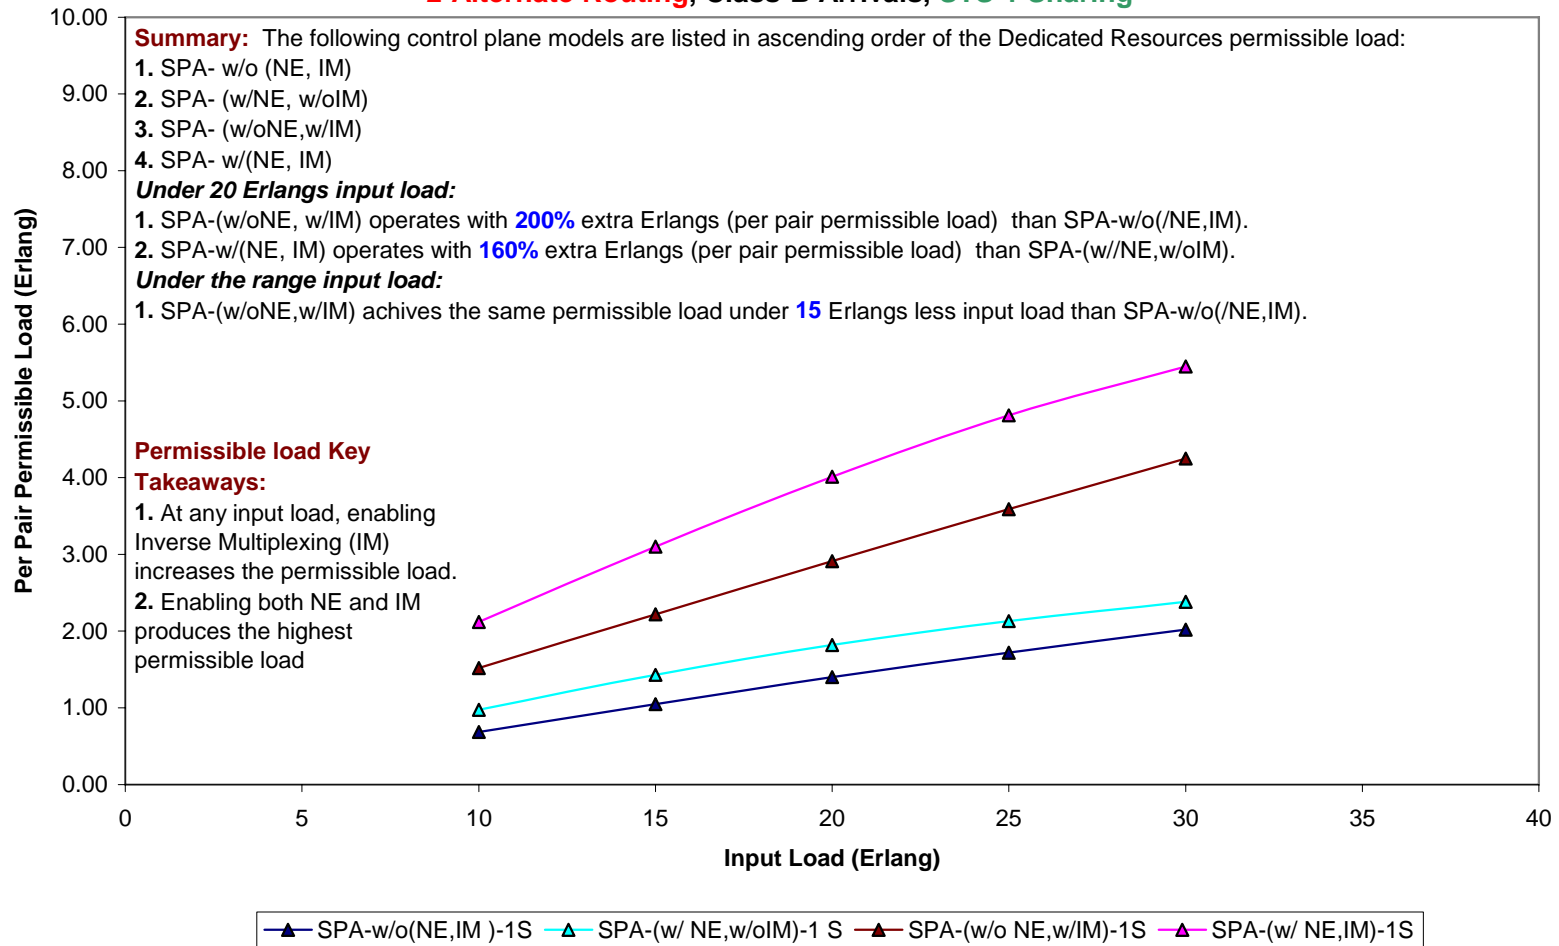 Summary: The following control plane models are listed in ascending order of the Dedicated Resources permissible load:
1. SPA- w/o (NE, IM)
2. SPA- (w/NE, w/oIM)
3. SPA- (w/oNE,w/IM)
4. SPA- w/(NE, IM)
Under 20 Erlangs input load:
1. SPA-(w/oNE, w/IM) operates with 200% extra Erlangs (per pair permissible load) than SPA-w/o(/NE,IM).
2. SPA-w/(NE, IM) operates with 160% extra Erlangs (per pair permissible load) than SPA-(w//NE,w/oIM).
Under the range input load:
1. SPA-(w/oNE,w/IM) achives the same permissible load under 15 Erlangs less input load than SPA-w/o(/NE,IM).
Permissible load Key
Takeaways:
1. At any input load, enabling
Inverse Multiplexing (IM)
increases the permissible load.
2. Enabling both NE and IM
produces the highest
permissible load
Per Pair Permissible Load (Erlang)
10.00
9.00
8.00
7.00
6.00
5.00
4.00
3.00
2.00
1.00
0.00
0 5 10 15 20 25 30 35 40
Input Load (Erlang)
SPA-w/o(NE,IM )-1S SPA-(w/ NE,w/oIM)-1 S SPA-(w/o NE,w/IM)-1S SPA-(w/ NE,IM)-1S